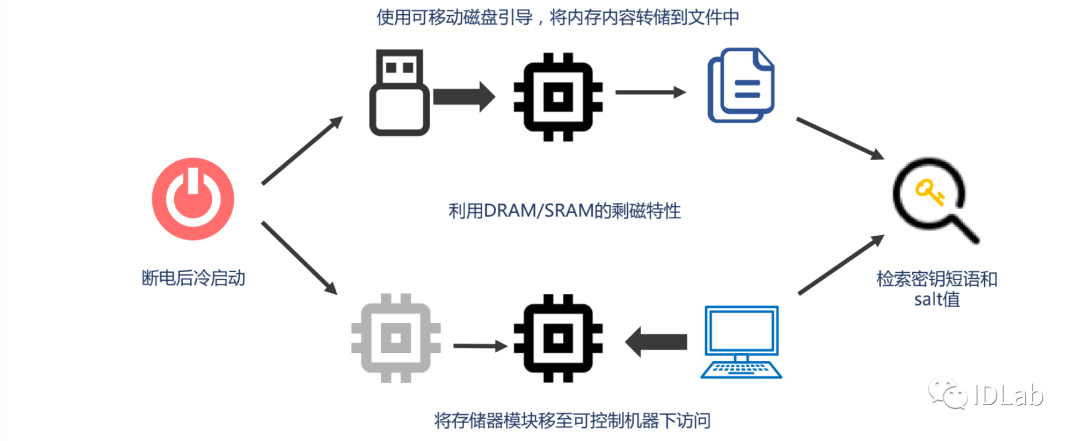 使用可移动磁盘引导，将内存内容转储到文件中
利用DRAM/SRAM的剩磁特性
断电后冷启动
检索密钥短语和
salt值
将存储器模块移至可控制机器下访问
IDLab